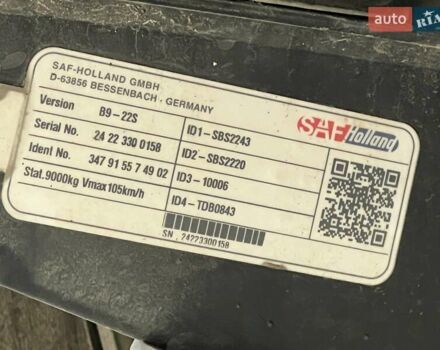 auto RIA
SAF-HOLLAND GMBH
D-63856 BESSENBACH . GERMANY
Version B9-22S
Serial No. 24 22 330 0158
Ident No. 347 91 55 7 49 02
Stat. 9000kg Vmax105km/h
SAF Holland
ID1-SBS2243
ID2-SBS2220
ID3-10006
ID4-TDB0843
SN. 24223300158